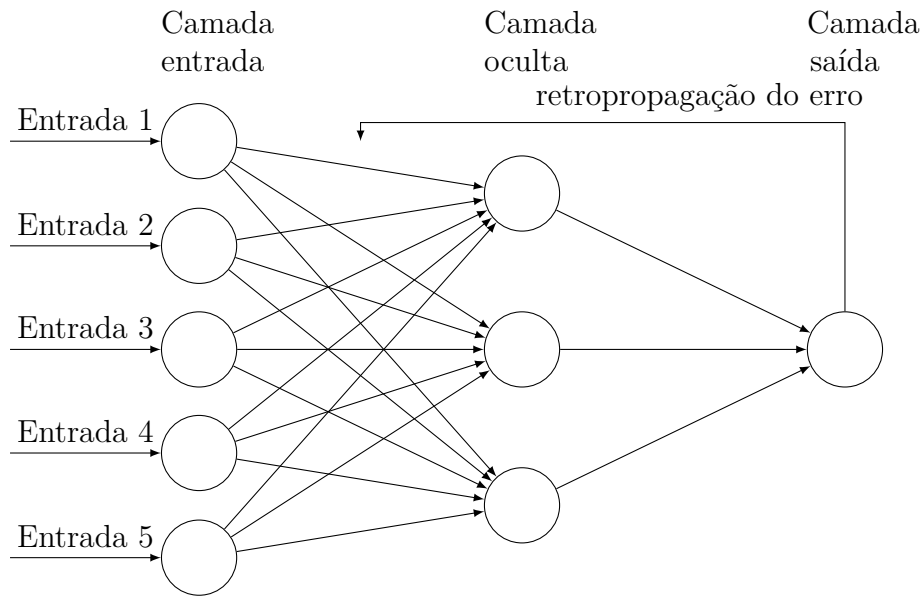 Camada
entrada
Camada
oculta
Camada
saída
retropropagação do erro
Entrada 1
Entrada 2
Entrada 3
Entrada 4
Entrada 5